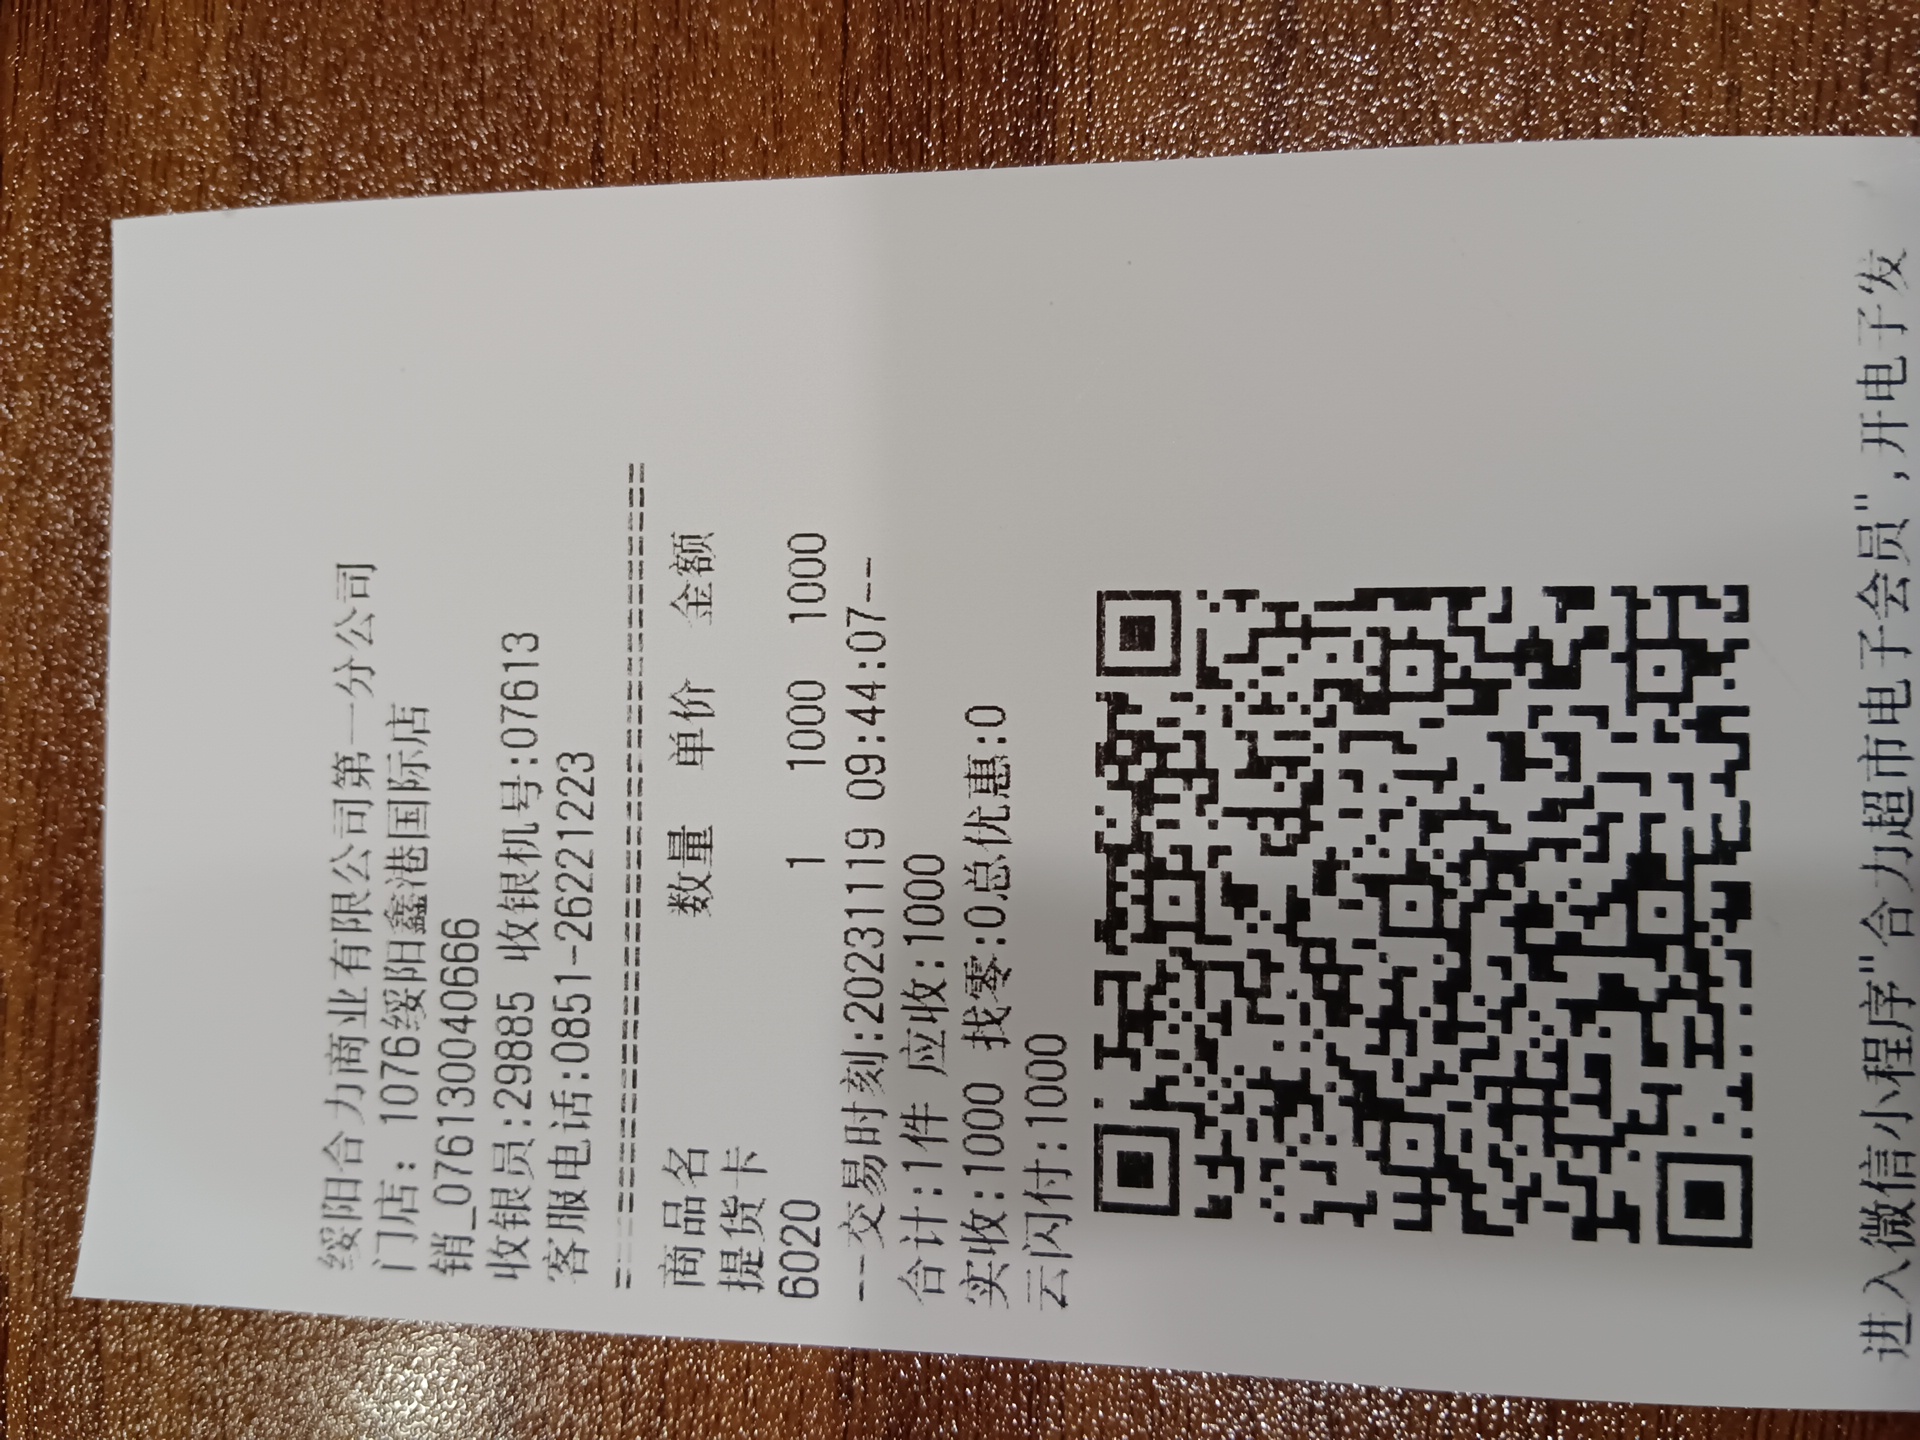 绥阳合力商业有限公司第一分公司
门店: 1076绥阳鑫港国际店
销_0761300040666
收银员:29885 收银机号:07613
客服电话:0851-26221223
================================
商品名 数量 单价 金额
提货卡
6020 1 1000 1000
--交易时刻:20231119 09:44:07--
合计:1件 应收:1000
实收:1000 找零:0总优惠:0
云闪付:1000
进入微信小程序"合力超市电子会员",开电子发